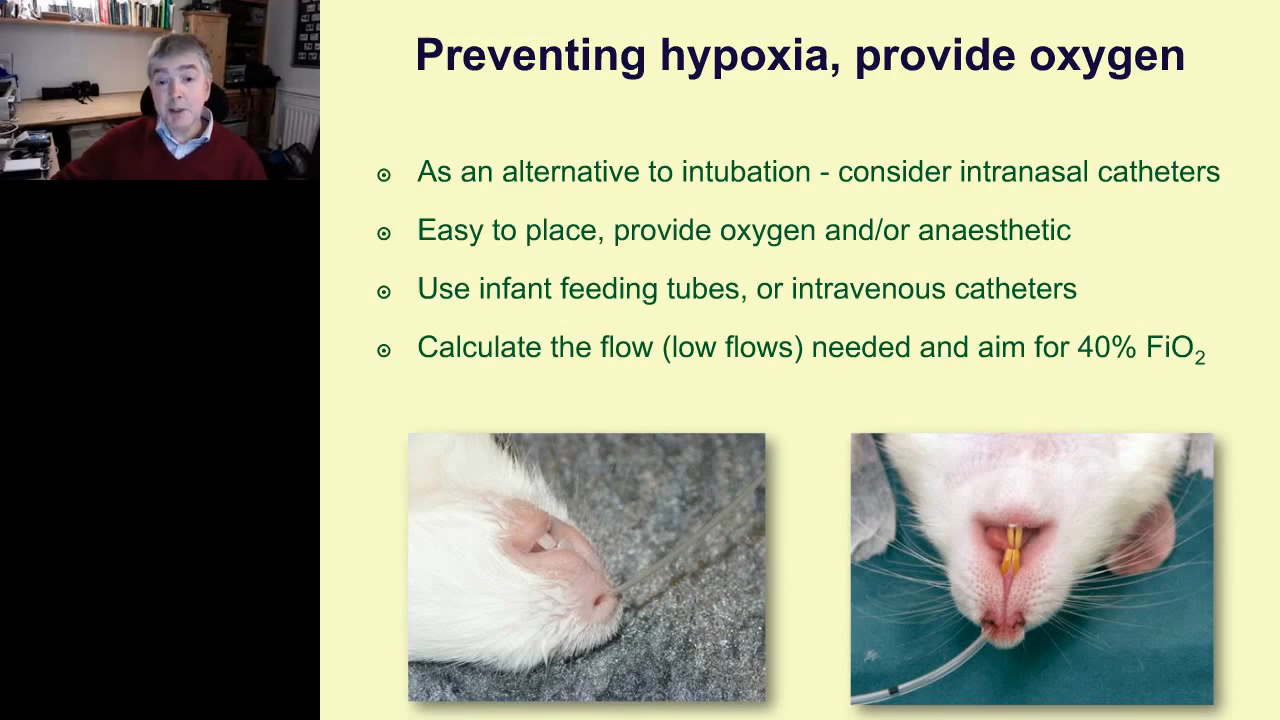 Preventing hypoxia, provide oxygen
As an alternative to intubation - consider intranasal catheters
Easy to place, provide oxygen and/or anaesthetic
Use infant feeding tubes, or intravenous catheters
Calculate the flow (low flows) needed and aim for 40% FiO₂